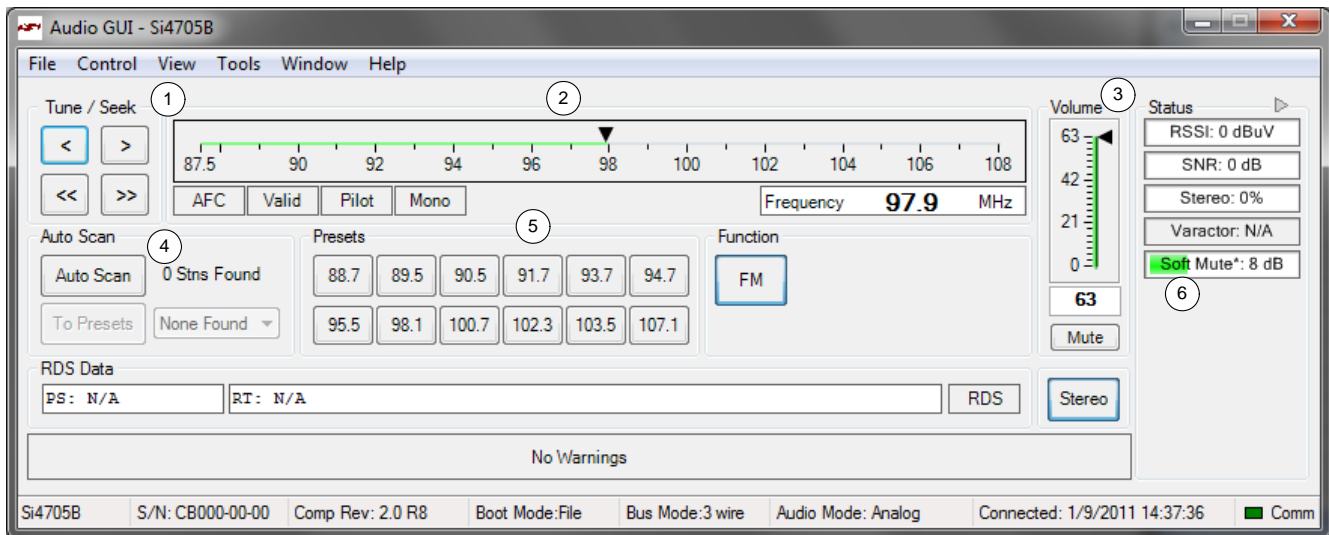 Audio GUI - Si4705B
File Control View Tools Window Help
Tune / Seek 1 2 Volume 3 Status
< >
<< >>
87.5 90 92 94 96 98 100 102 104 106 108
AFC Valid Pilot Mono Frequency 97.9 MHz
63
42
21
0
63
Mute
RSSI: 0 dBuV
SNR: 0 dB
Stereo: 0%
Varactor: N/A
Soft Mute*: 8 dB
6
Auto Scan 4 Presets 5 Function
Auto Scan 0 Stns Found 88.7 89.5 90.5 91.7 93.7 94.7 FM
To Presets None Found 95.5 98.1 100.7 102.3 103.5 107.1
RDS Data
PS: N/A RT: N/A RDS Stereo
No Warnings
Si4705B S/N: CB000-00-00 Comp Rev: 2.0 R8 Boot Mode:File Bus Mode:3 wire Audio Mode: Analog Connected: 1/9/2011 14:37:36 Comm